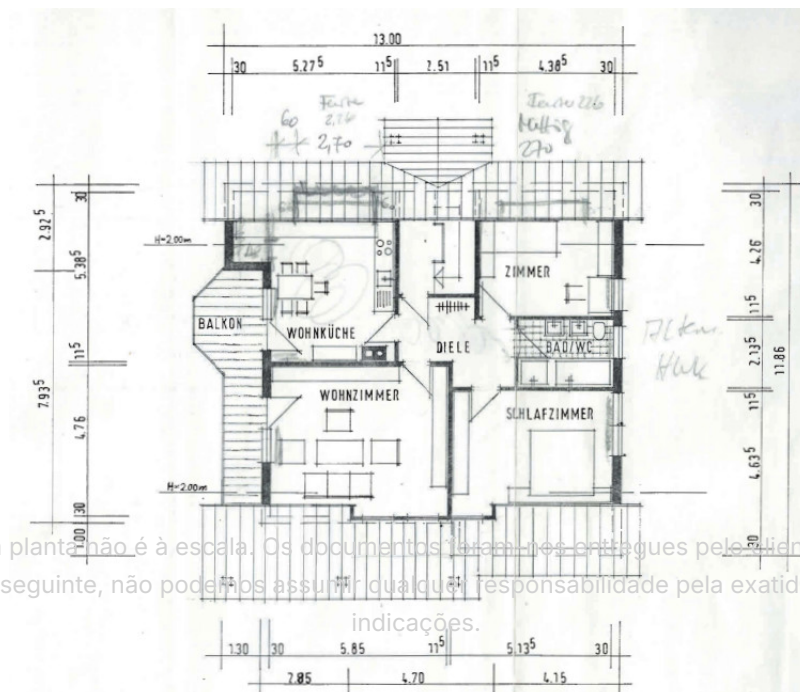 13.00
30 5.27⁵ 11⁵ 2.51 11⁵ 4.38⁵ 30
60
2,70
270
30
2.92⁵
H=2.00m
5.38⁵
4.26
ZIMMER
BALKON
WOHNKÜCHE
DIELE
BAD/WC
11⁵
2.13⁵
11.86
11⁵
WOHNZIMMER
SCHLAFZIMMER
7.93⁵
4.76
11⁵
4.63⁵
H=2.00m
30
1.00
30
planta não é à escala. Os documentos foram-nos entregues pelo
seguinte, não podemos assumir qualquer responsabilidade pela
indicações.
1.30 30 5.85 11⁵ 5.13⁵ 30
2.85 4.70 4.15